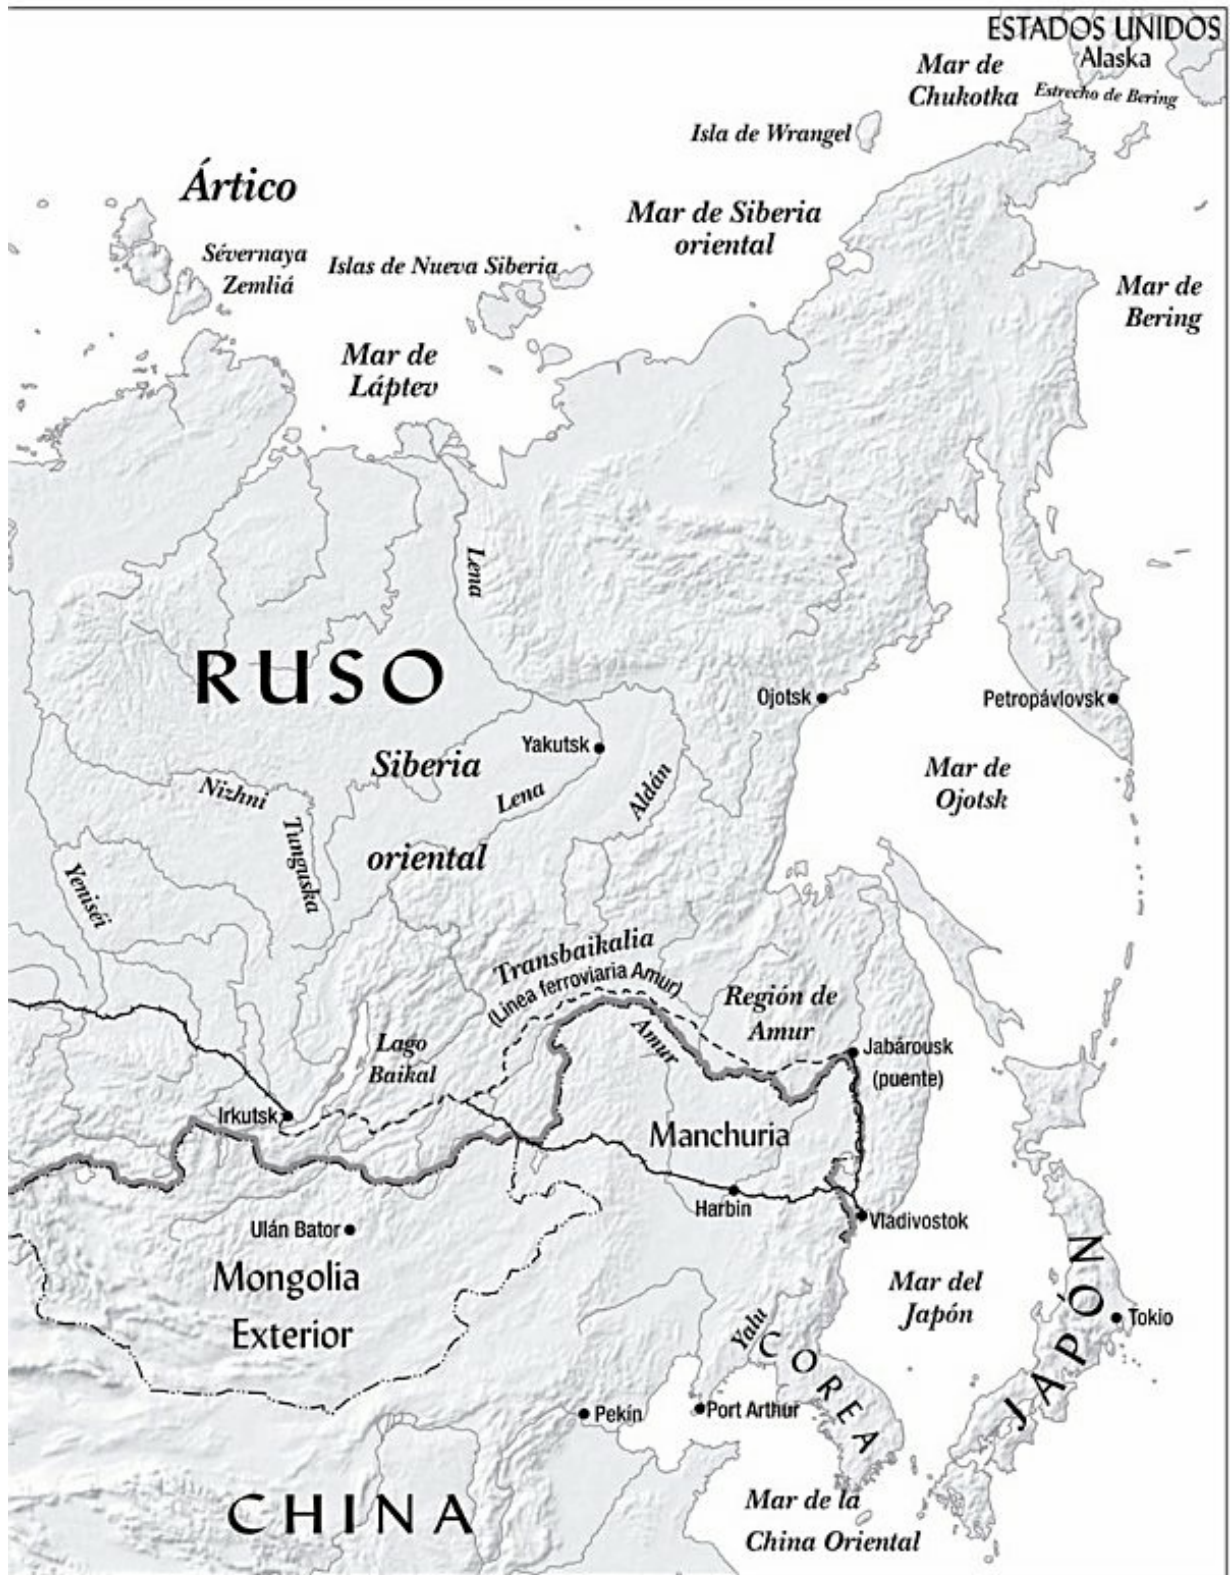 ESTADOS UNIDOS
Alaska
Mar de
Chukotka
Estrecho de Bering
Isla de Wrangel
Ártico
Mar de Siberia
oriental
Sévernaya
Zemliá
Islas de Nueva Siberia
Mar de
Bering
Mar de
Láptev
Lena
RUSO
Ojotsk
Petropávlovsk
Yakutsk
Siberia
Mar de
Ojotsk
Nizhni
Lena
Aldán
Tunguska
oriental
Yeniséi
Transbaikalia
(Línea ferroviaria Amur)
Región de
Amur
Amur
Lago
Baikal
Jabárousk
(puente)
Irkutsk
Manchuria
Harbin
Vladivostok
Ulán Bator
Mongolia
Exterior
Mar del
Japón
JAPÓN
Tokio
Yalu
COREA
Pekín
Port Arthur
CHINA
Mar de la
China Oriental